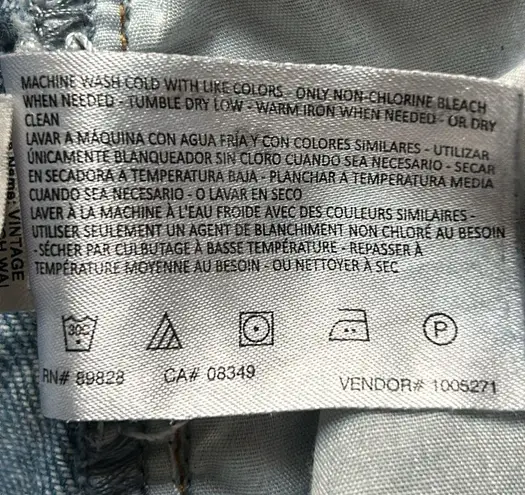 MACHINE WASH COLD WITH LIKE COLORS - ONLY NON-CHLORINE BLEACH
WHEN NEEDED - TUMBLE DRY LOW - WARM IRON WHEN NEEDED - OR DRY
CLEAN
LAVAR A MÁQUINA CON AGUA FRÍA Y CON COLORES SIMILARES - UTILIZAR
ÚNICAMENTE BLANQUEADOR SIN CLORO CUANDO SEA NECESARIO - SECAR
EN SECADORA A TEMPERATURA BAJA - PLANCHAR A TEMPERATURA MEDIA
CUANDO SEA NECESARIO - O LAVAR EN SECO
LAVER À LA MACHINE À L'EAU FROIDE AVEC DES COULEURS SIMILAIRES -
UTILISER SEULEMENT UN AGENT DE BLANCHIMENT NON CHLORÉ AU BESOIN
- SÉCHER PAR CULBUTAGE À BASSE TEMPÉRATURE - REPASSER À
TEMPÉRATURE MOYENNE AU BESOIN - OU NETTOYER À SEC
30C P
RN# 89828 CA# 08349 VENDOR# 1005271
VINTAGE